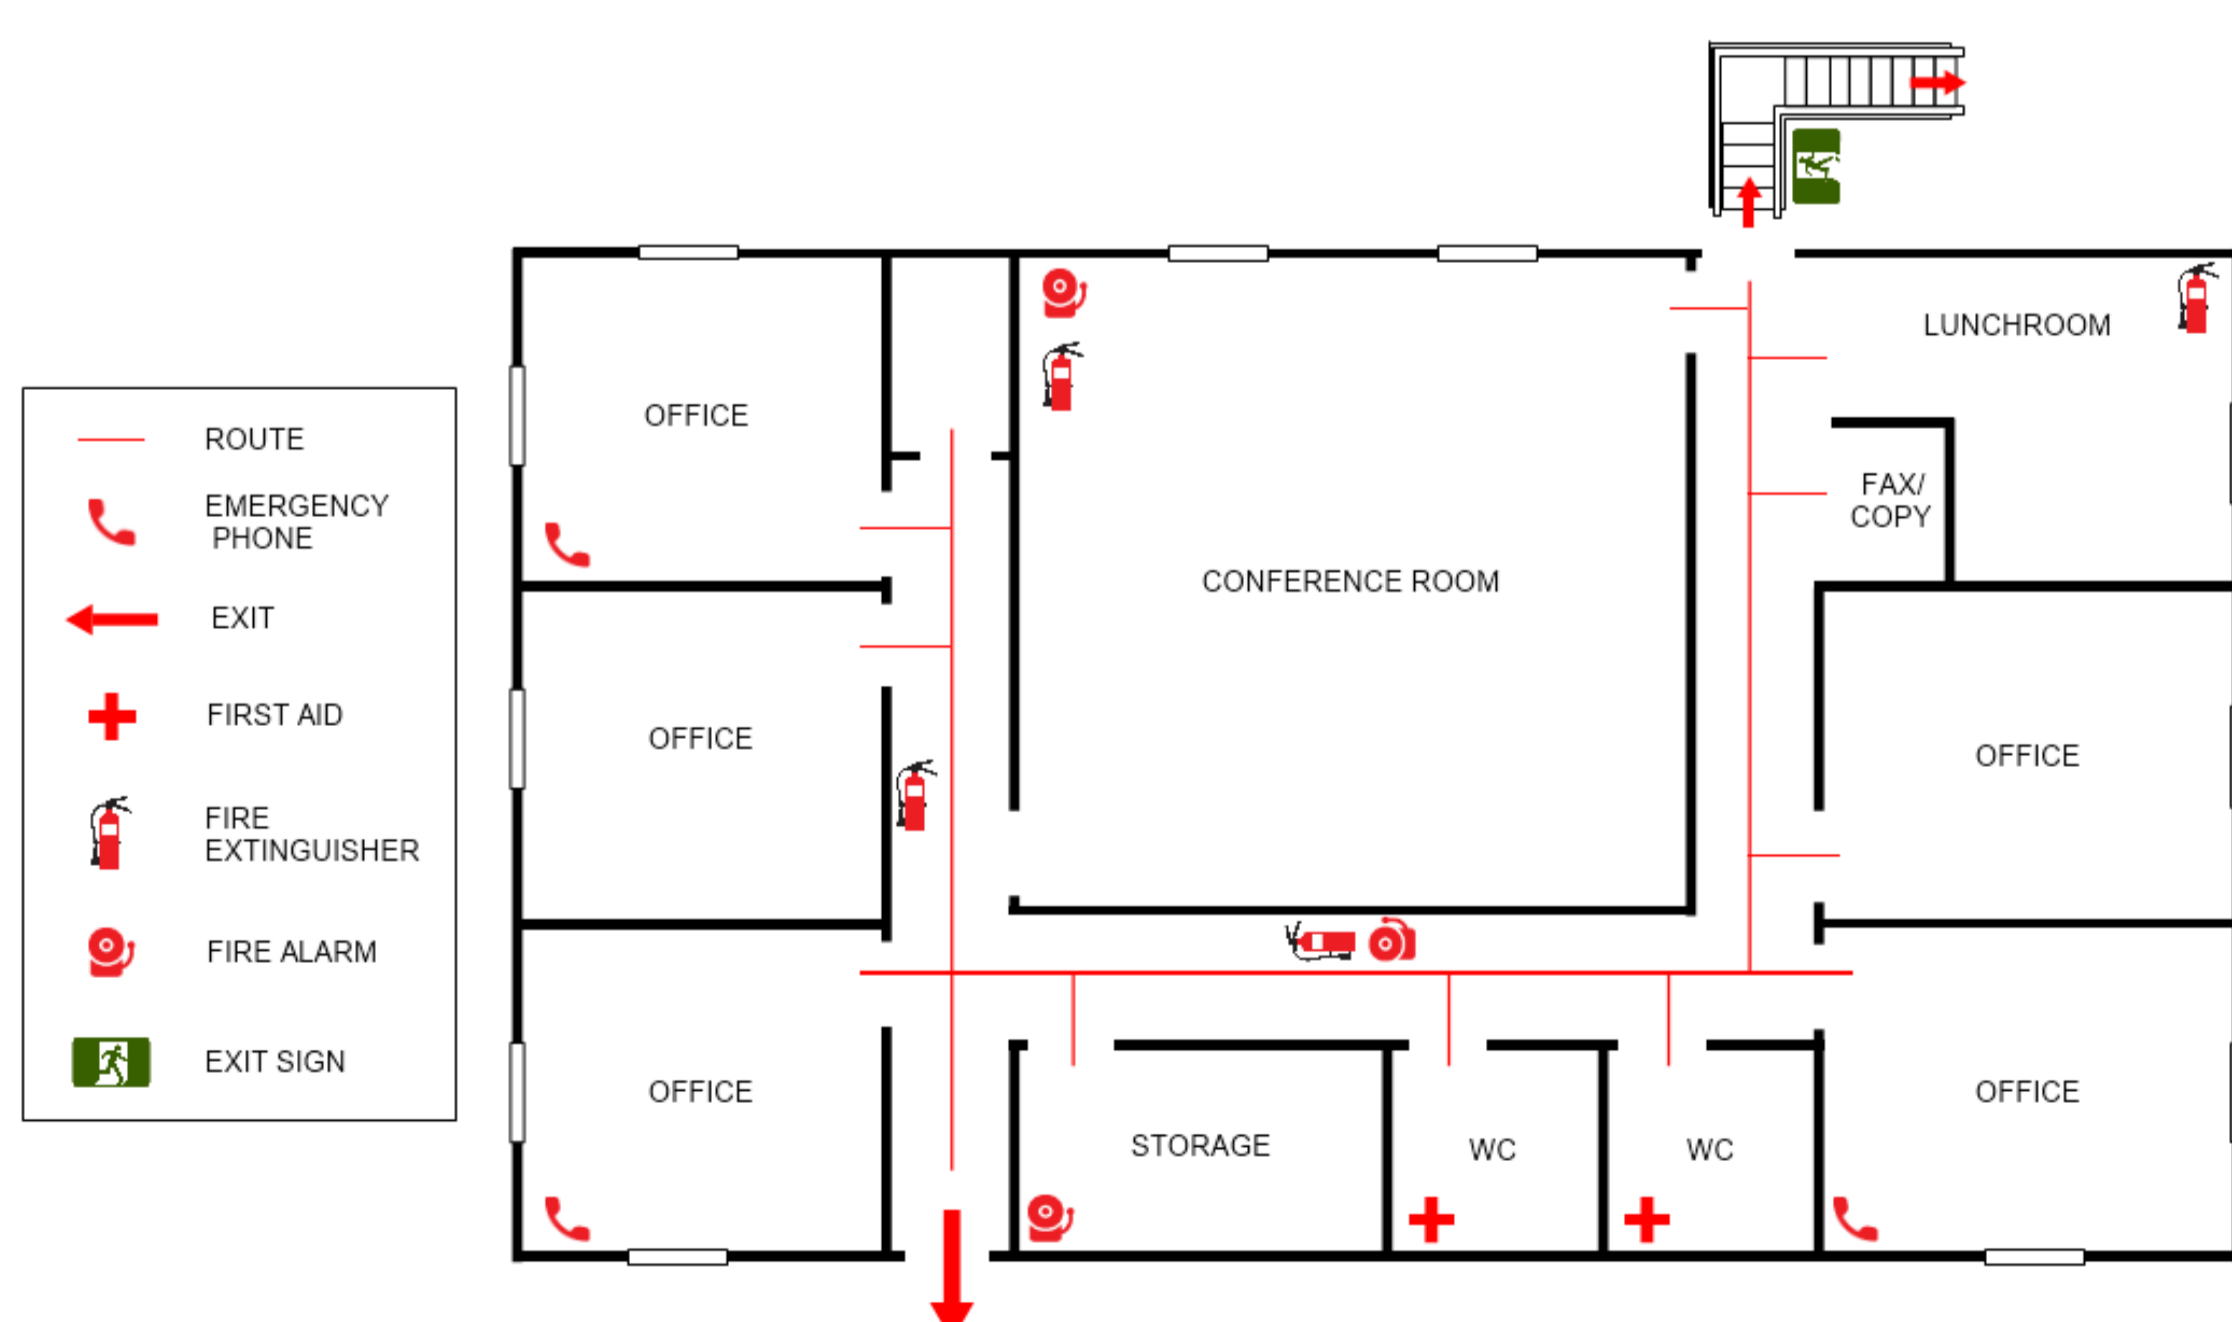 ROUTE
EMERGENCY
PHONE
EXIT
FIRST AID
FIRE
EXTINGUISHER
FIRE ALARM
EXIT SIGN
OFFICE
OFFICE
OFFICE
CONFERENCE ROOM
STORAGE
WC
WC
LUNCHROOM
FAX/
COPY
OFFICE
OFFICE